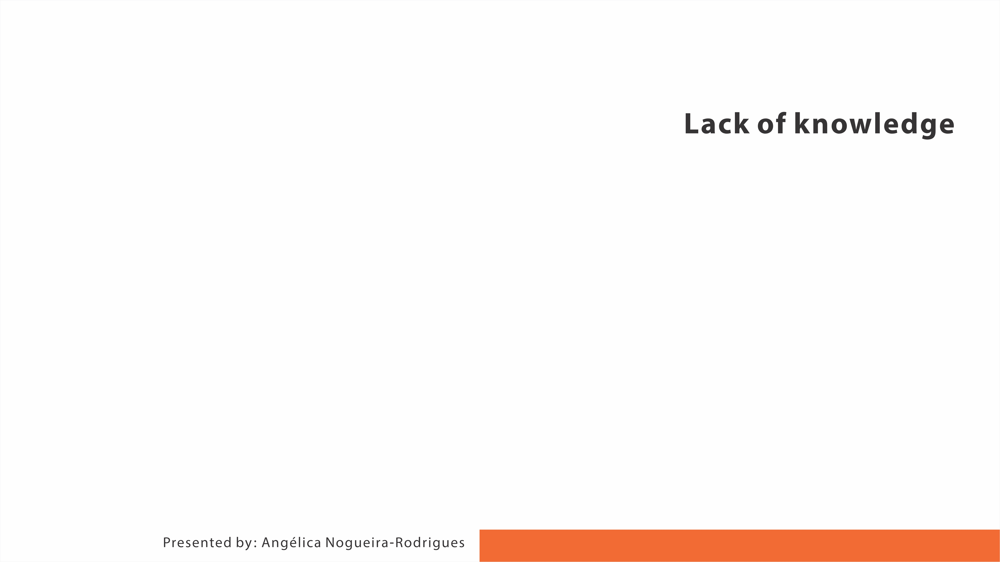 Lack of knowledge
Presented by: Angélica Nogueira-Rodrigues